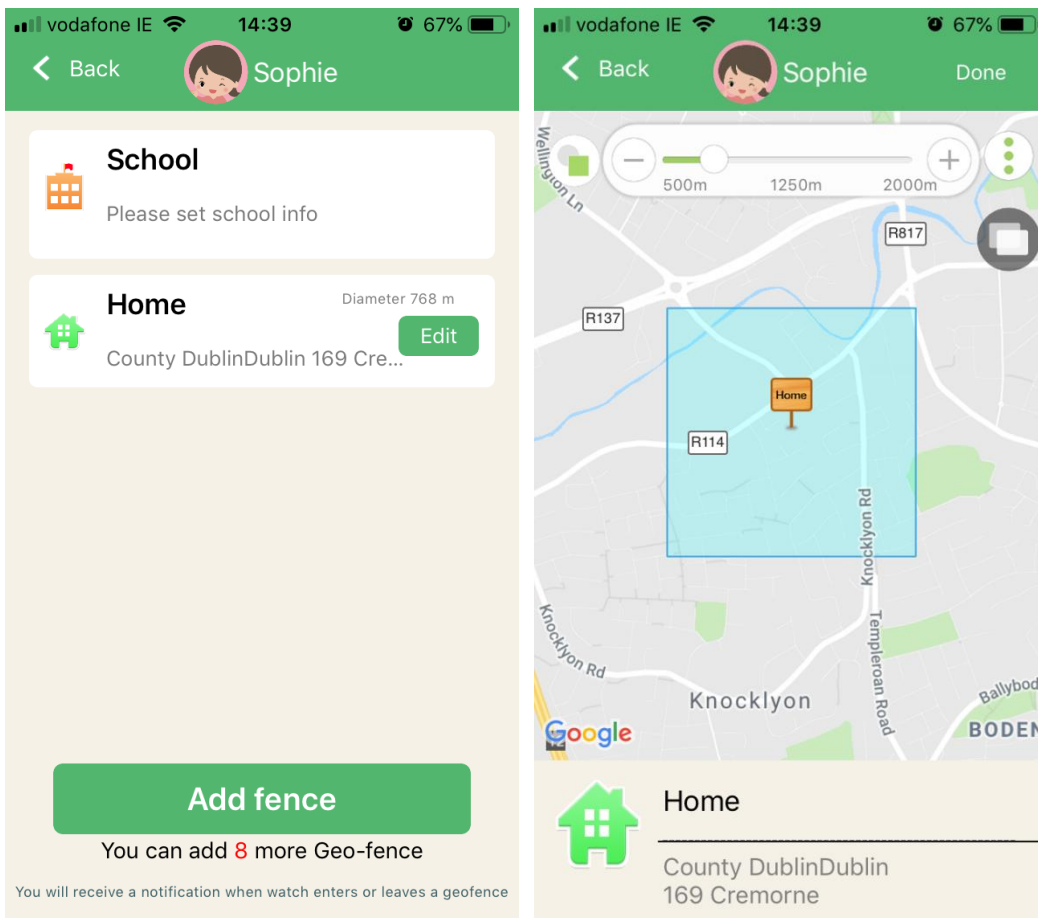 vodafone IE 14:39 67%
Back Sophie
School
Please set school info
Home Diameter 768 m
Edit
County DublinDublin 169 Cre...
Add fence
You can add 8 more Geo-fence
You will receive a notification when watch enters or leaves a geofence
vodafone IE 14:39 67%
Back Sophie Done
Wellington Ln
500m 1250m 2000m
R817
R137
Home
R114
Knocklyon Rd
Knocklyon Rd
Templeroan Road
Knocklyon
Ballybod
BODEN
Google
Home
County DublinDublin
169 Cremorne